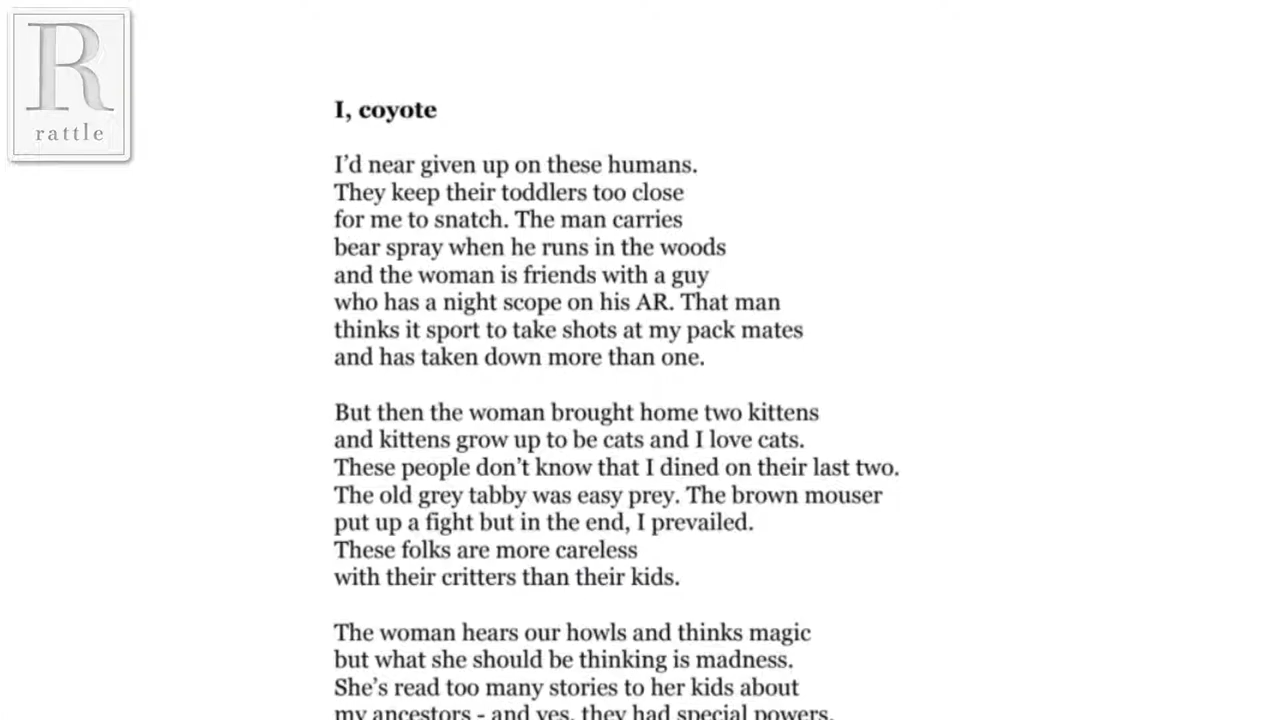 R
rattle
I, coyote
I’d near given up on these humans.
They keep their toddlers too close
for me to snatch. The man carries
bear spray when he runs in the woods
and the woman is friends with a guy
who has a night scope on his AR. That man
thinks it sport to take shots at my pack mates
and has taken down more than one.
But then the woman brought home two kittens
and kittens grow up to be cats and I love cats.
These people don’t know that I dined on their last two.
The old grey tabby was easy prey. The brown mouser
put up a fight but in the end, I prevailed.
These folks are more careless
with their critters than their kids.
The woman hears our howls and thinks magic
but what she should be thinking is madness.
She’s read too many stories to her kids about
my ancestors - and yes, they had special powers,